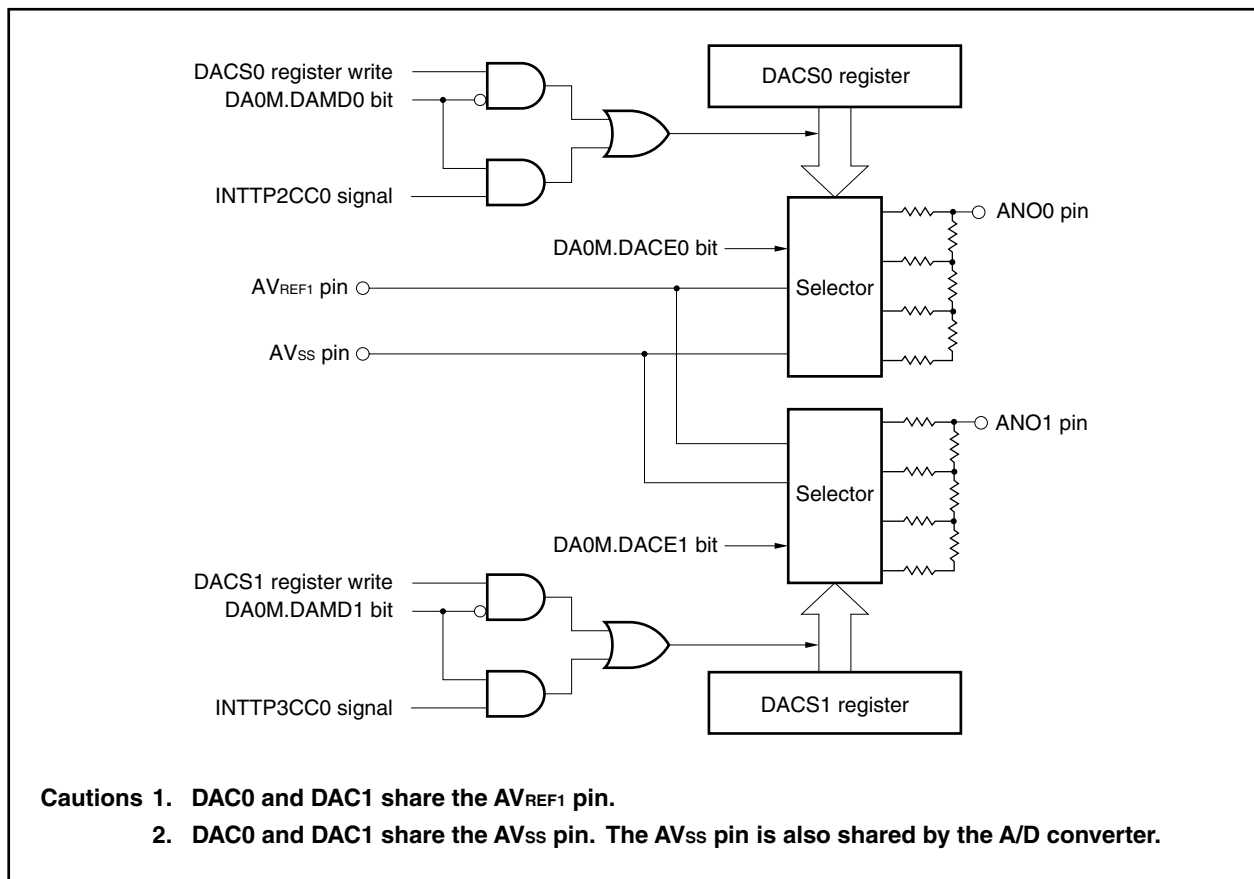 DACS0 register write
DA0M.DAMD0 bit
INTTP2CC0 signal
DACS0 register
DA0M.DACE0 bit
Selector
ANO0 pin
AVREF1 pin
AVSS pin
ANO1 pin
Selector
DA0M.DACE1 bit
DACS1 register write
DA0M.DAMD1 bit
INTTP3CC0 signal
DACS1 register
Cautions 1. DAC0 and DAC1 share the AVREF1 pin.
2. DAC0 and DAC1 share the AVSS pin. The AVSS pin is also shared by the A/D converter.